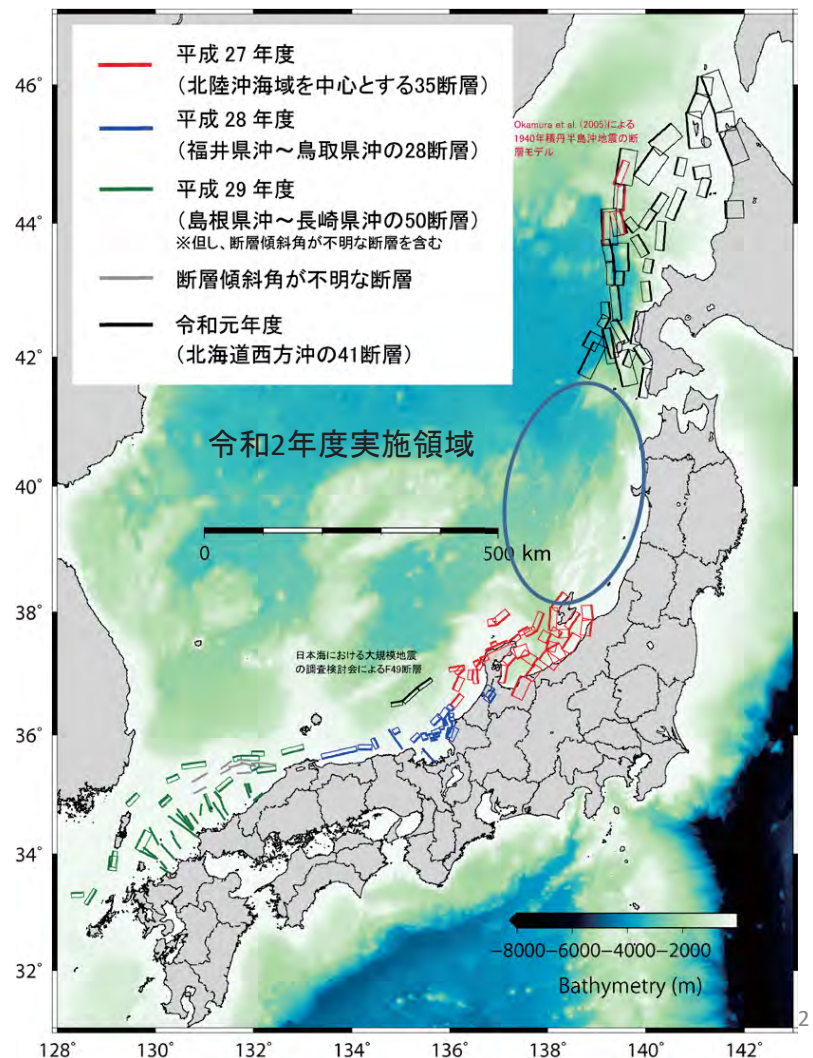 平成 27 年度
(北陸沖海域を中心とする35断層)
平成 28 年度
(福井県沖～鳥取県沖の28断層)
平成 29 年度
(島根県沖～長崎県沖の50断層)
※但し、断層傾斜角が不明な断層を含む
断層傾斜角が不明な断層
令和元年度
(北海道西方沖の41断層)
Okamura et al. (2005)による
1940年積丹半島沖地震の断
層モデル
令和2年度実施領域
0
500 km
日本海における大規模地震
の調査検討会によるF49断層
−8000−6000−4000−2000
Bathymetry (m)
46°
44°
42°
40°
38°
36°
34°
32°
128° 130° 132° 134° 136° 138° 140° 142°
2